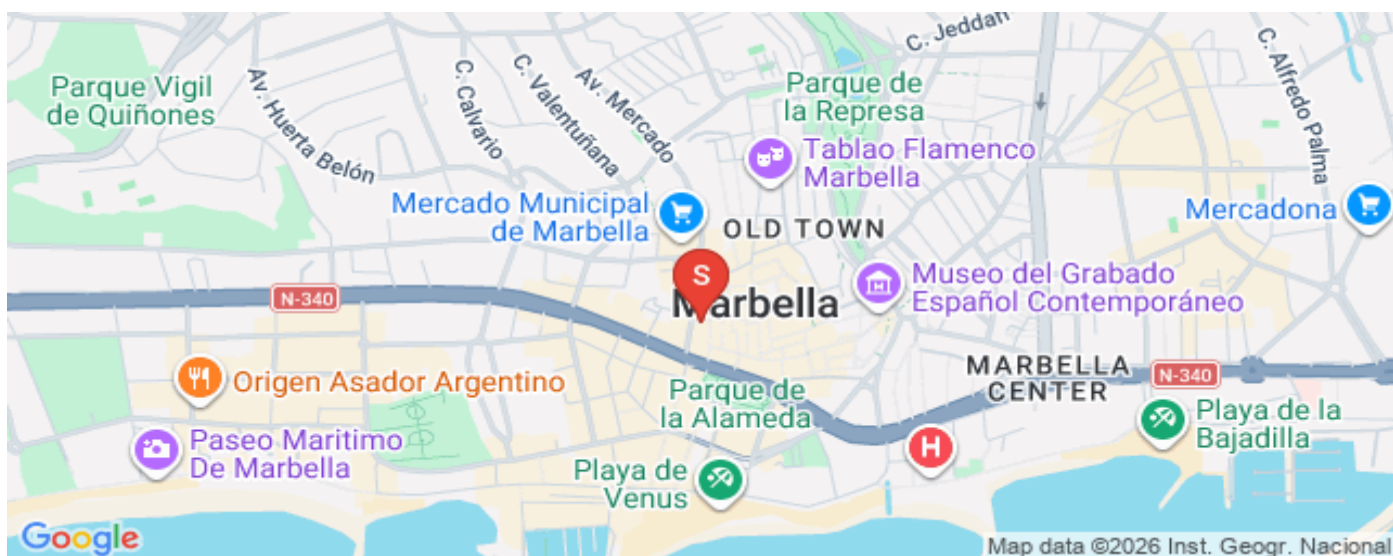 C. Jeddah
Parque Vigil
de Quiñones
Av. Huerta Belón
C. Calvario
C. Valentuñana
Av. Mercado
Parque de
la Represa
C. Alfredo Palma
Tablao Flamenco
Marbella
Mercado Municipal
de Marbella
OLD TOWN
Mercadona
S
Marbella
Museo del Grabado
Español Contemporáneo
N-340
Origen Asador Argentino
MARBELLA
CENTER
N-340
Parque de
la Alameda
Paseo Maritimo
De Marbella
H
Playa de la
Bajadilla
Playa de
Venus
Google
Map data ©2026 Inst. Geogr. Nacional